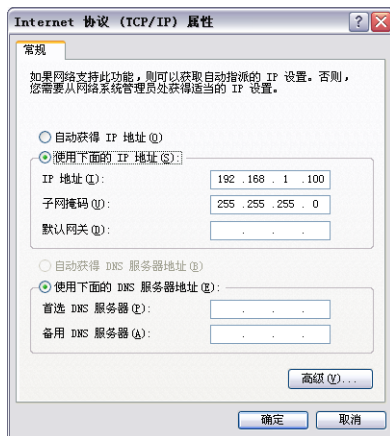 Internet 协议 (TCP/IP) 属性
常规
如果网络支持此功能，则可以获取自动指派的 IP 设置。否则，
您需要从网络系统管理员处获得适当的 IP 设置。
自动获得 IP 地址(O)
使用下面的 IP 地址(S):
IP 地址(I): 192 .168 . 1 .100
子网掩码(U): 255 .255 .255 . 0
默认网关(D): . . .
自动获得 DNS 服务器地址(B)
使用下面的 DNS 服务器地址(E):
首选 DNS 服务器(P): . . .
备用 DNS 服务器(A): . . .
高级(V)...
确定 取消